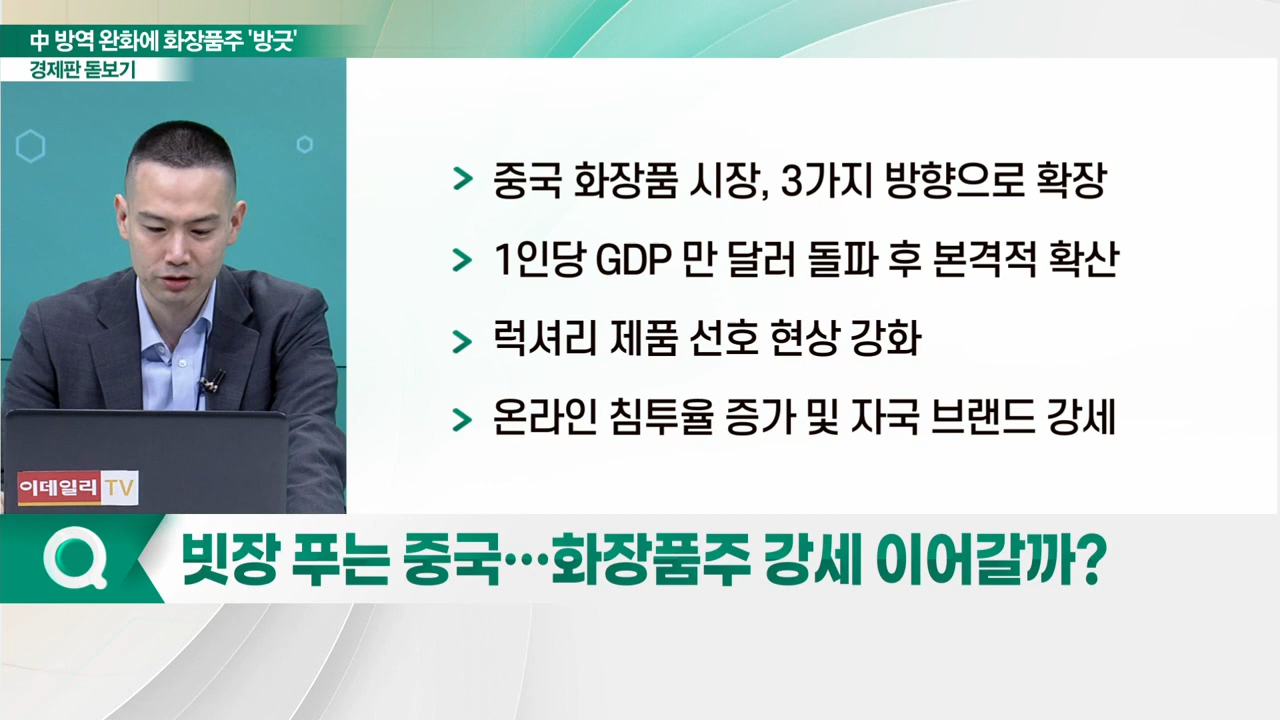 中 방역 완화에 화장품주 '방긋'
경제판 돋보기
중국 화장품 시장, 3가지 방향으로 확장
1인당 GDP 만 달러 돌파 후 본격적 확산
럭셔리 제품 선호 현상 강화
온라인 침투율 증가 및 자국 브랜드 강세
이데일리 TV
빗장 푸는 중국…화장품주 강세 이어갈까?